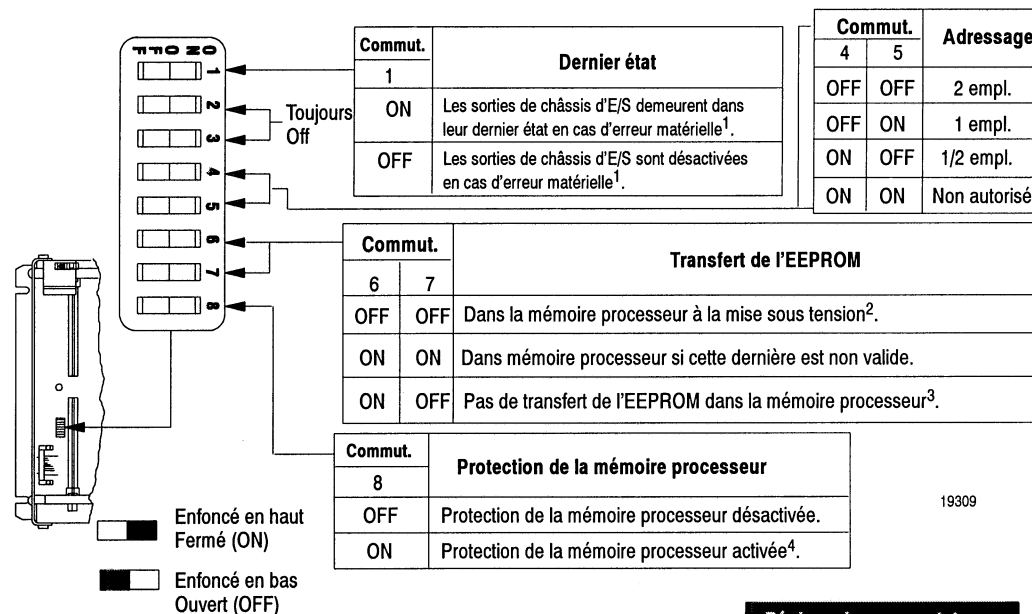 ON
OFF
1
2
3
4
5
6
7
8
Toujours
Off
Commut.
1
Dernier état
ON
Les sorties de châssis d'E/S demeurent dans
leur dernier état en cas d'erreur matérielle1.
OFF
Les sorties de châssis d'E/S sont désactivées
en cas d'erreur matérielle1.
Commut.
Adressage
4 5
OFF OFF 2 empl.
OFF ON 1 empl.
ON OFF 1/2 empl.
ON ON Non autorisé
Commut.
Transfert de l'EEPROM
6 7
OFF OFF Dans la mémoire processeur à la mise sous tension2.
ON ON Dans mémoire processeur si cette dernière est non valide.
ON OFF Pas de transfert de l'EEPROM dans la mémoire processeur3.
Commut.
Protection de la mémoire processeur
8
OFF Protection de la mémoire processeur désactivée.
ON Protection de la mémoire processeur activée4.
19309
Enfoncé en haut
Fermé (ON)
Enfoncé en bas
Ouvert (OFF)